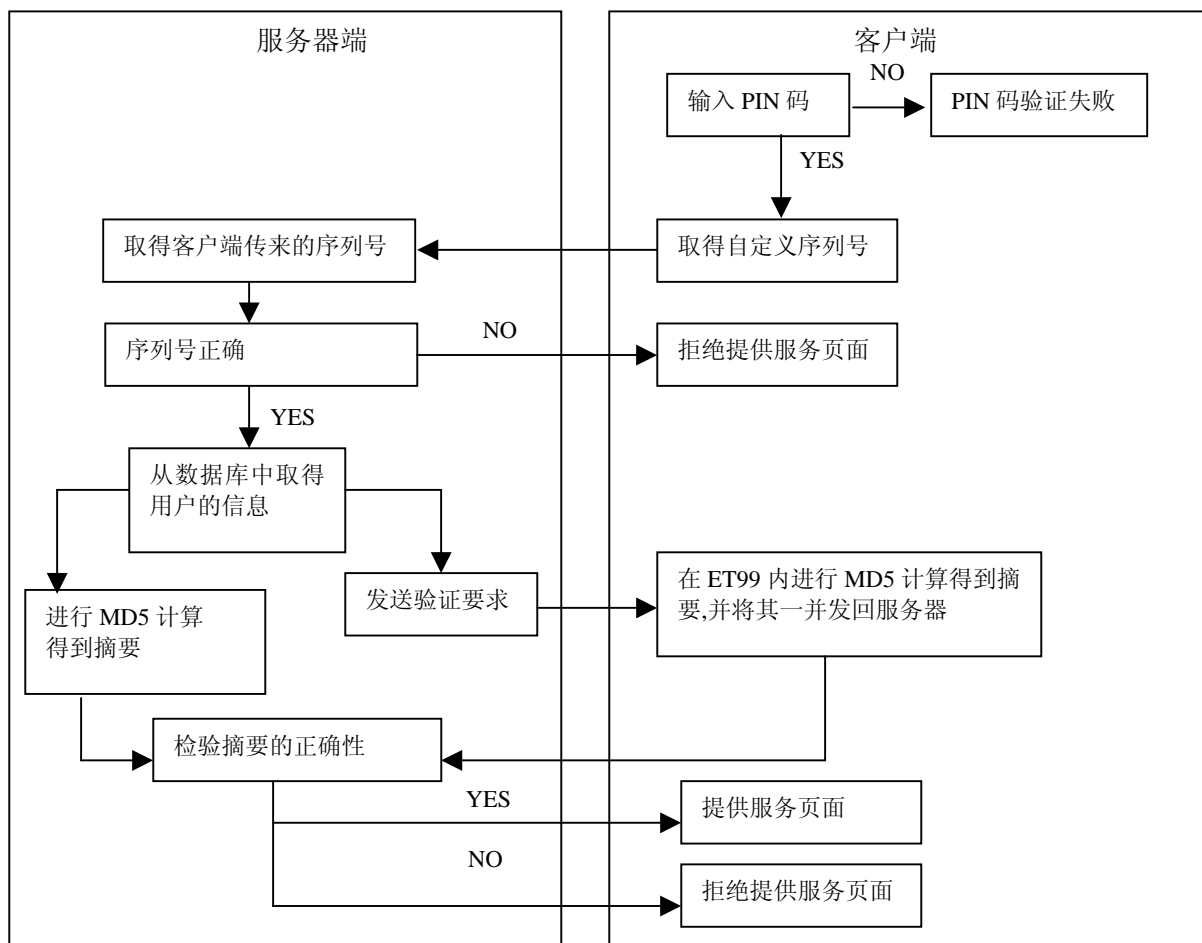 服务器端
客户端
NO
输入 PIN 码
PIN 码验证失败
YES
取得客户端传来的序列号
取得自定义序列号
NO
序列号正确
拒绝提供服务页面
YES
从数据库中取得
用户的信息
发送验证要求
在 ET99 内进行 MD5 计算得到摘
要,并将其一并发回服务器
进行 MD5 计算
得到摘要
检验摘要的正确性
YES
提供服务页面
NO
拒绝提供服务页面